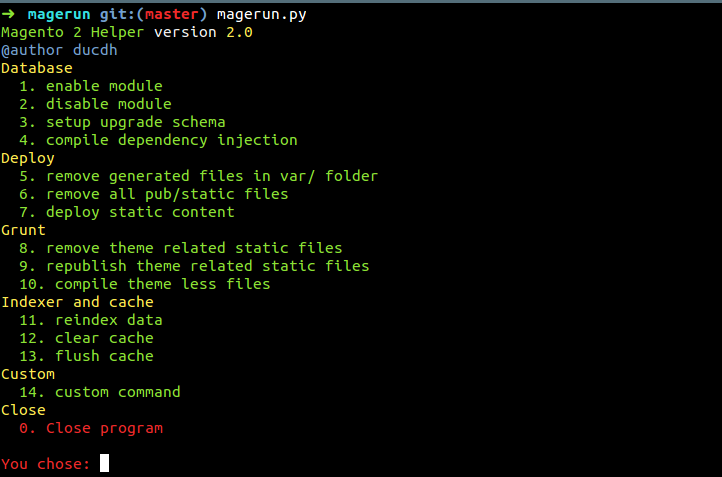 ➜ magerun git:(master) magerun.py
Magento 2 Helper version 2.0
@author ducdh
Database
1. enable module
2. disable module
3. setup upgrade schema
4. compile dependency injection
Deploy
5. remove generated files in var/ folder
6. remove all pub/static files
7. deploy static content
Grunt
8. remove theme related static files
9. republish theme related static files
10. compile theme less files
Indexer and cache
11. reindex data
12. clear cache
13. flush cache
Custom
14. custom command
Close
0. Close program
You chose: